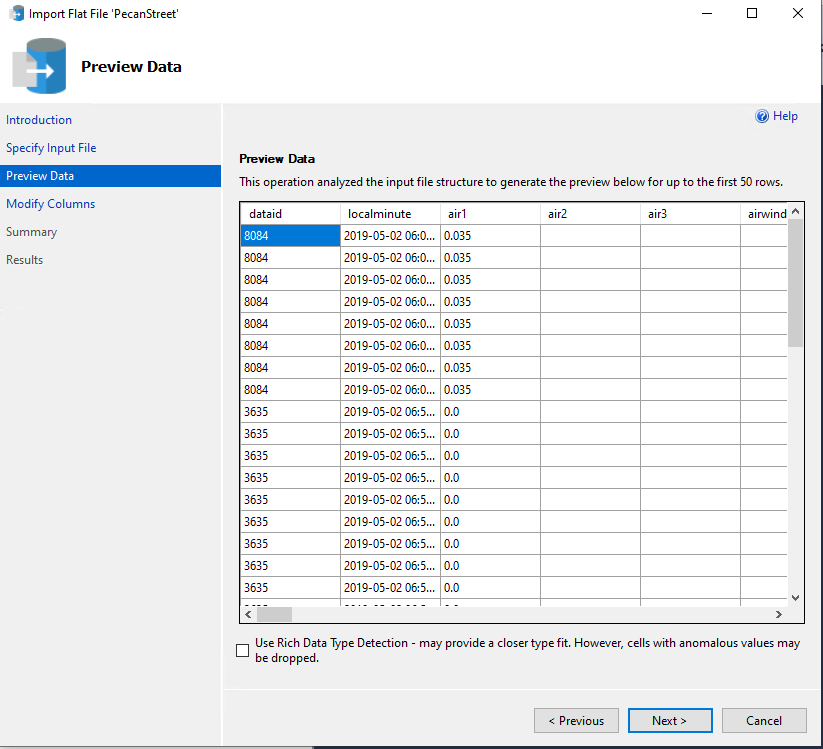 Import Flat File 'PecanStreet'
Preview Data
Introduction
Specify Input File
Preview Data
Modify Columns
Summary
Results
Help
Preview Data
This operation analyzed the input file structure to generate the preview below for up to the first 50 rows.
dataid localminute air1 air2 air3 airwind
8084 2019-05-02 06:0... 0.035
8084 2019-05-02 06:0... 0.035
8084 2019-05-02 06:0... 0.035
8084 2019-05-02 06:0... 0.035
8084 2019-05-02 06:0... 0.035
8084 2019-05-02 06:0... 0.035
8084 2019-05-02 06:0... 0.035
8084 2019-05-02 06:0... 0.035
3635 2019-05-02 06:5... 0.0
3635 2019-05-02 06:5... 0.0
3635 2019-05-02 06:5... 0.0
3635 2019-05-02 06:5... 0.0
3635 2019-05-02 06:5... 0.0
3635 2019-05-02 06:5... 0.0
3635 2019-05-02 06:5... 0.0
3635 2019-05-02 06:5... 0.0
3635 2019-05-02 06:5... 0.0
Use Rich Data Type Detection - may provide a closer type fit. However, cells with anomalous values may
be dropped.
< Previous Next > Cancel